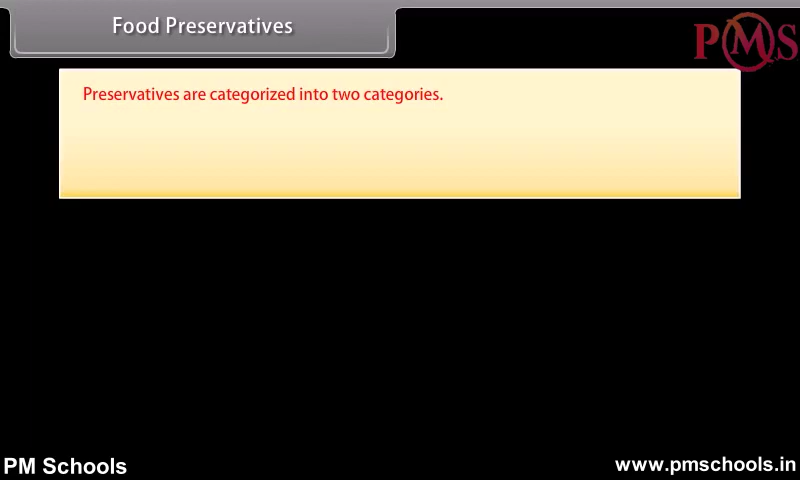 Food Preservatives
PMS
Preservatives are categorized into two categories.
PM Schools
www.pmschools.in